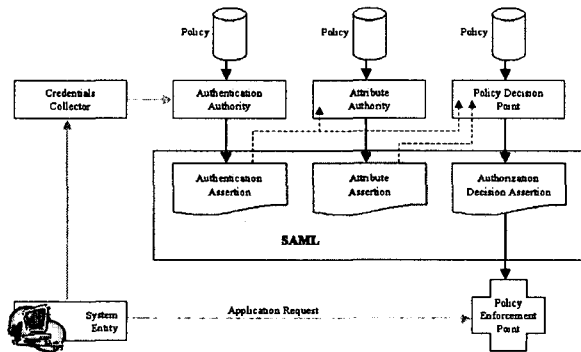 Policy
Policy
Policy
Credentials
Collector
Authentication
Authority
Attribute
Authority
Policy Decision
Point
Authentication
Assertion
Attribute
Assertion
Authorization
Decision Assertion
SAML
System
Entity
Application Request
Policy
Enforcement
Point